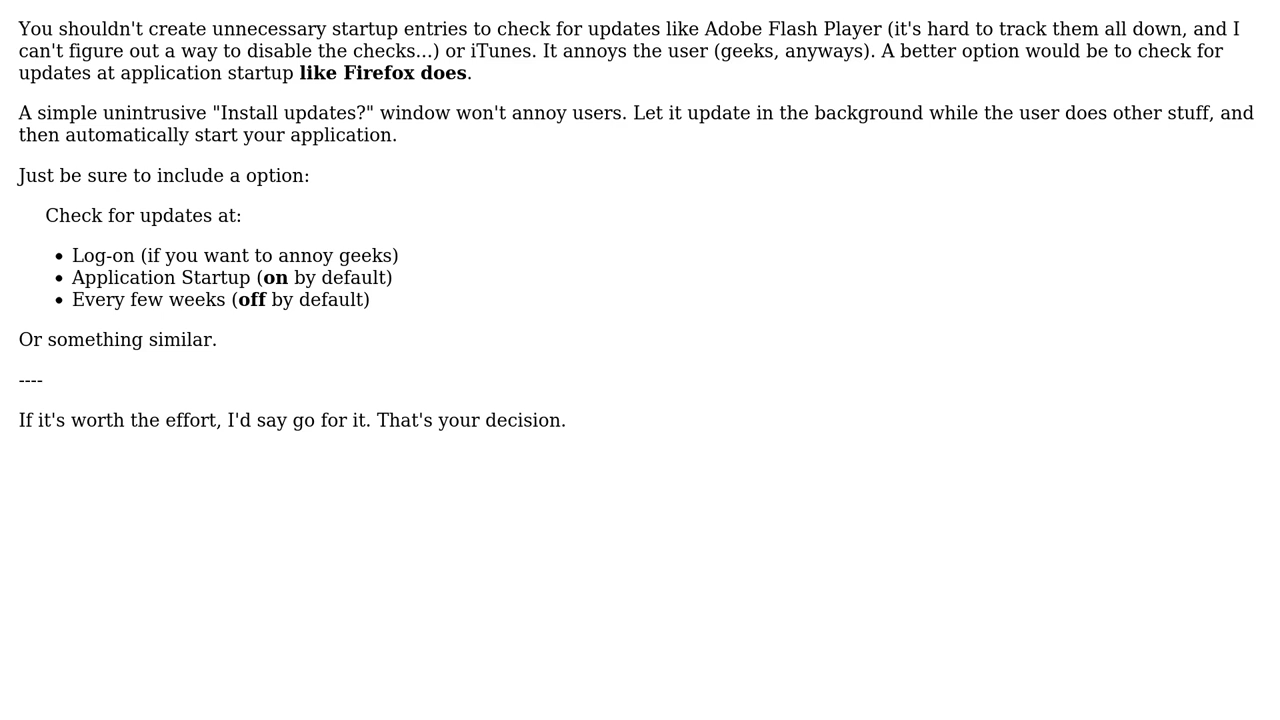 You shouldn't create unnecessary startup entries to check for updates like Adobe Flash Player (it's hard to track them all down, and I
can't figure out a way to disable the checks...) or iTunes. It annoys the user (geeks, anyways). A better option would be to check for
updates at application startup like Firefox does.
A simple unintrusive "Install updates?" window won't annoy users. Let it update in the background while the user does other stuff, and
then automatically start your application.
Just be sure to include a option:
Check for updates at:
• Log-on (if you want to annoy geeks)
• Application Startup (on by default)
• Every few weeks (off by default)
Or something similar.
----
If it's worth the effort, I'd say go for it. That's your decision.